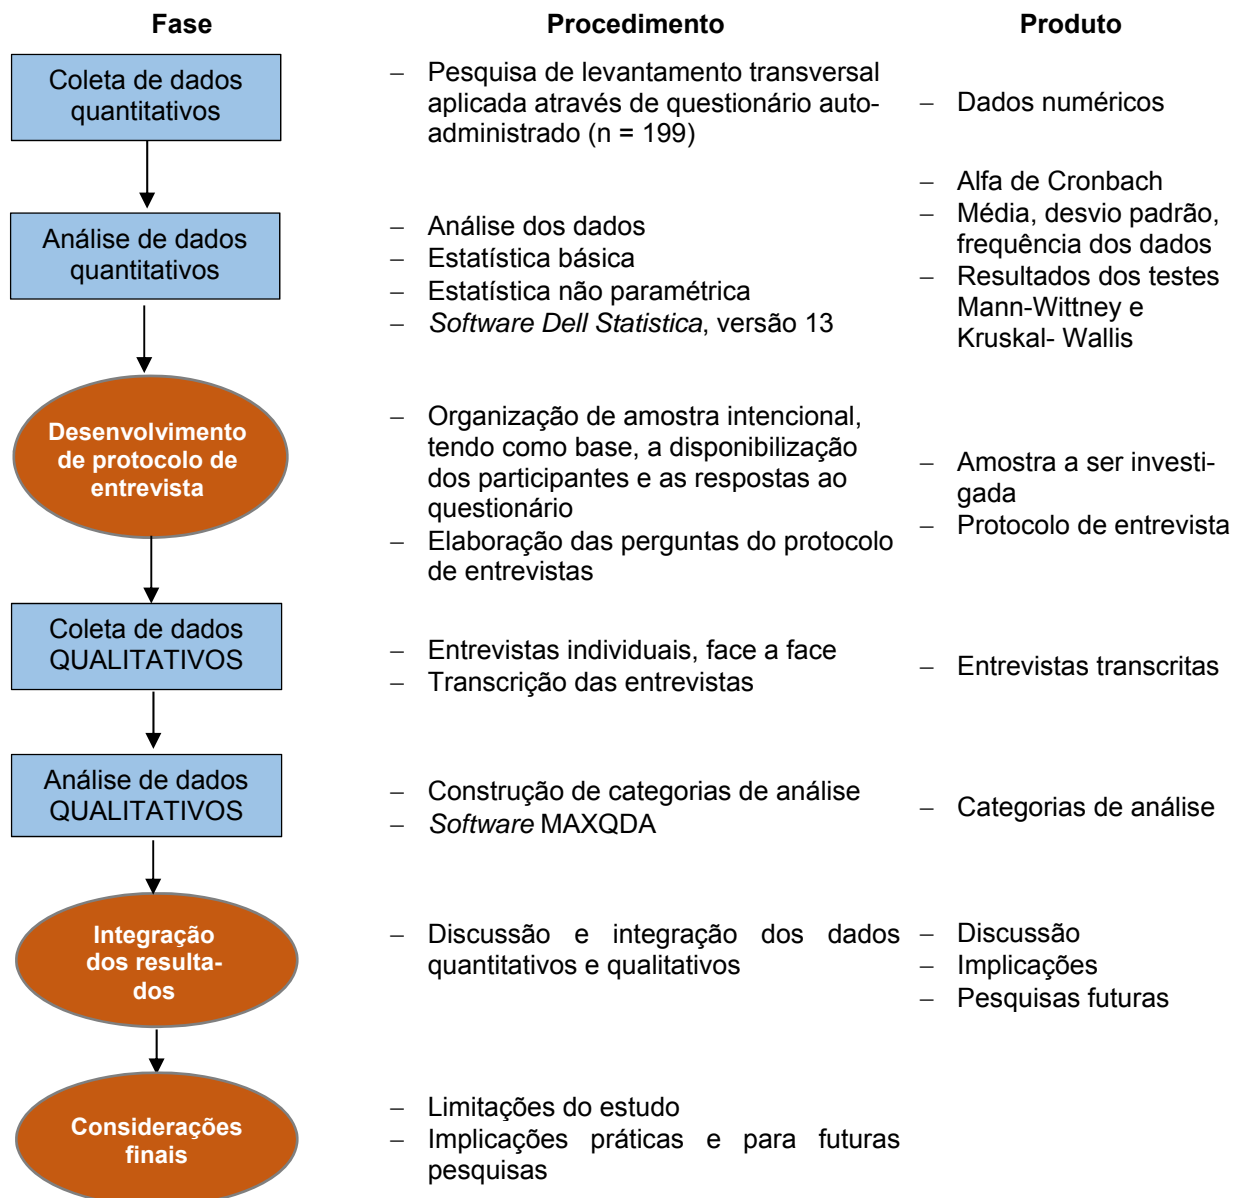 Fase
Procedimento
Produto
Coleta de dados
quantitativos
– Pesquisa de levantamento transversal
aplicada através de questionário auto-
administrado (n = 199)
– Dados numéricos
Análise de dados
quantitativos
– Análise dos dados
– Estatística básica
– Estatística não paramétrica
– Software Dell Statistica, versão 13
– Alfa de Cronbach
– Média, desvio padrão,
frequência dos dados
– Resultados dos testes
Mann-Wittney e
Kruskal- Wallis
Desenvolvimento
de protocolo de
entrevista
– Organização de amostra intencional,
tendo como base, a disponibilização
dos participantes e as respostas ao
questionário
– Elaboração das perguntas do protocolo
de entrevistas
– Amostra a ser investi-
gada
– Protocolo de entrevista
Coleta de dados
QUALITATIVOS
– Entrevistas individuais, face a face
– Transcrição das entrevistas
– Entrevistas transcritas
Análise de dados
QUALITATIVOS
– Construção de categorias de análise
– Software MAXQDA
– Categorias de análise
Integração
dos resulta-
dos
– Discussão e integração dos dados
quantitativos e qualitativos
– Discussão
– Implicações
– Pesquisas futuras
Considerações
finais
– Limitações do estudo
– Implicações práticas e para futuras
pesquisas